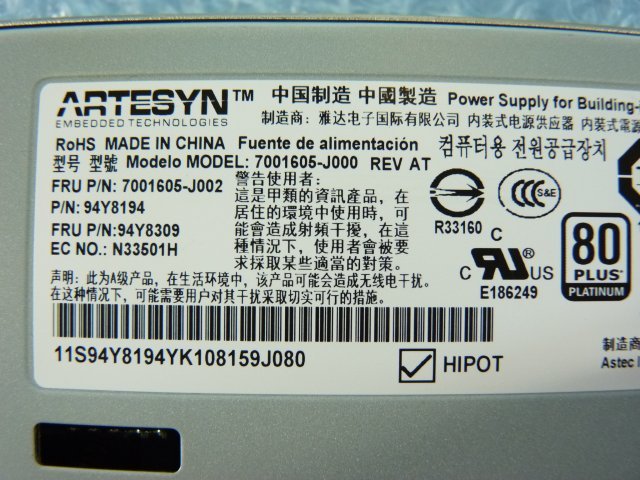 ARTESYN™ 中国制造 中國製造 Power Supply for Building-
EMBEDDED TECHNOLOGIES 制造商: 雅达电子国际有限公司 内装式电源供应器 内装式電源
RoHS MADE IN CHINA Fuente de alimentación 컴퓨터용 전원공급장치
型号 型號 Modelo MODEL: 7001605-J000 REV AT
FRU P/N: 7001605-J002
P/N: 94Y8194
FRU P/N:94Y8309
EC NO.: N33501H
警告使用者:
這是甲類的資訊產品，在
居住的環境中使用時，可
能會造成射頻干擾，在這
種情況下，使用者會被要
求採取某些適當的對策。
声明: 此为A级产品，在生活环境中，该产品可能会造成无线电干扰。
在这种情况下，可能需要用户对其干扰采取切实可行的措施。
R33160
CCC S&E
C RU® US
E186249
80
PLUS®
PLATINUM
11S94Y8194YK108159J080
HIPOT
制造商
Astec I